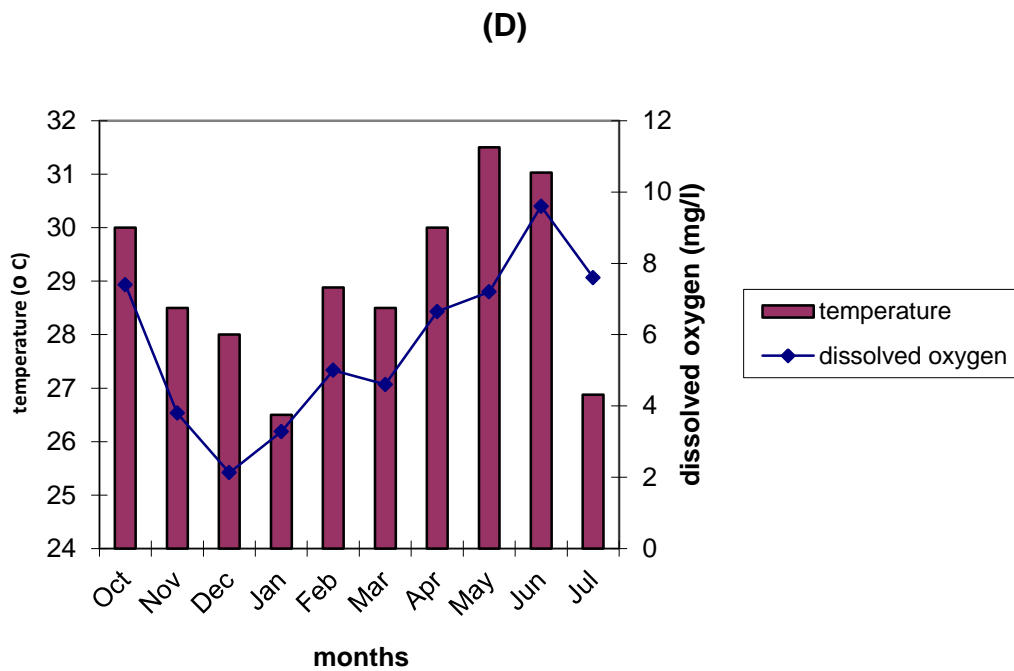 (D)
32
31
30
29
28
27
26
25
24
temperature (O C)
12
10
8
6
4
2
0
dissolved oxygen (mg/l)
Oct
Nov
Dec
Jan
Feb
Mar
Apr
May
Jun
Jul
months
temperature
dissolved oxygen